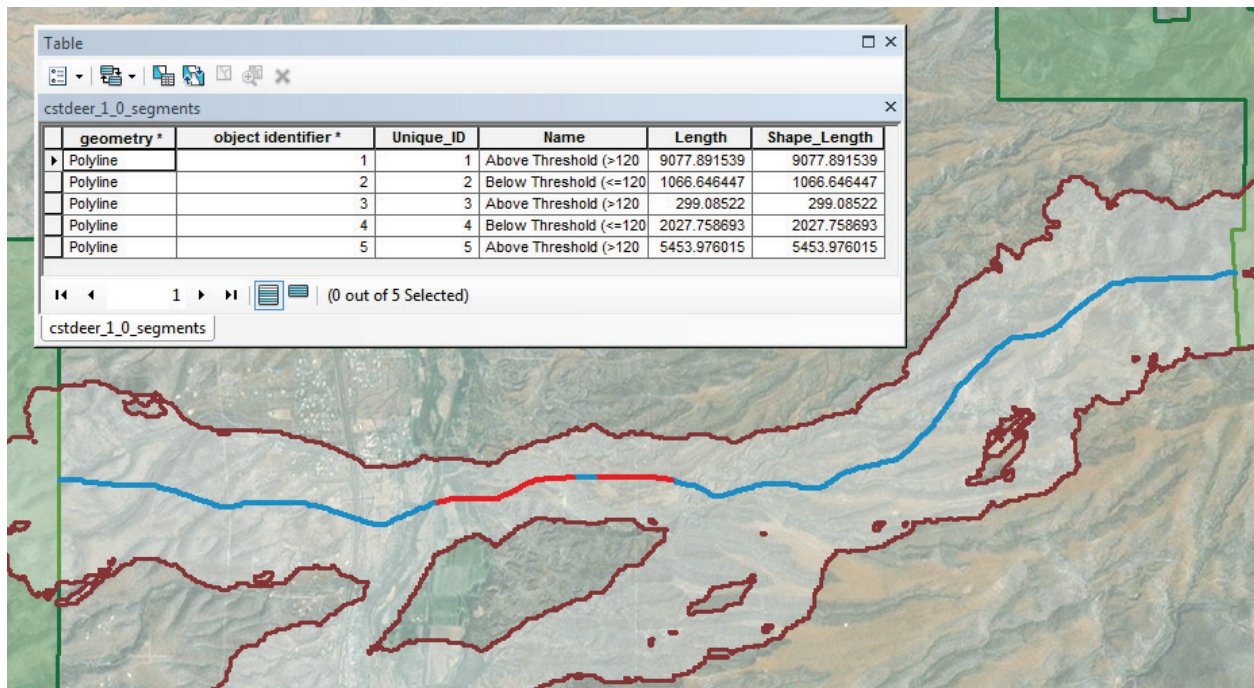 Table
cstdeer_1_0_segments
geometry * object identifier * Unique_ID Name Length Shape_Length
Polyline 1 1 Above Threshold (>120 9077.891539 9077.891539
Polyline 2 2 Below Threshold (<=120 1066.646447 1066.646447
Polyline 3 3 Above Threshold (>120 299.08522 299.08522
Polyline 4 4 Below Threshold (<=120 2027.758693 2027.758693
Polyline 5 5 Above Threshold (>120 5453.976015 5453.976015
1 (0 out of 5 Selected)
cstdeer_1_0_segments